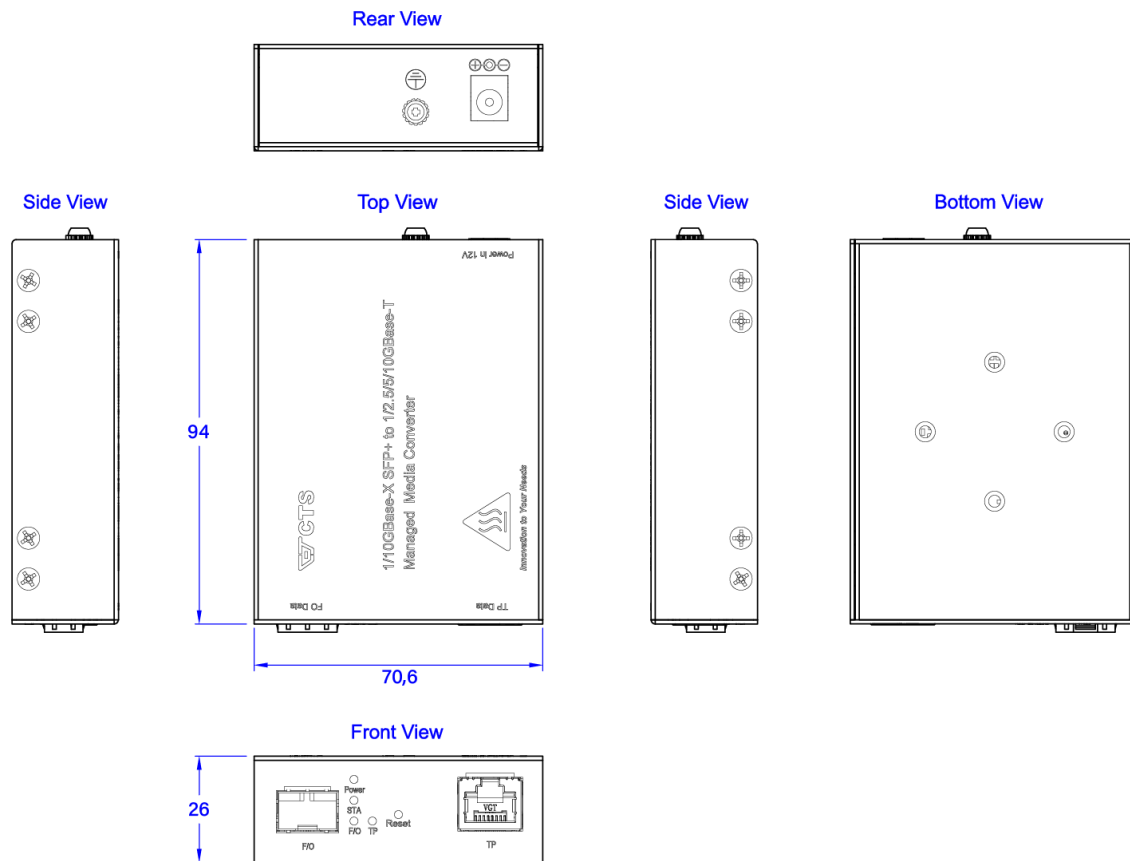 Rear View
Side View
Top View
Side View
Bottom View
Power In 12V
1/10GBase-X SFP+ to 1/2.5/5/10GBase-T
Managed Media Converter
CTS
Innovation to Your Needs
FO Data
TP Data
94
70,6
Front View
26
Power
STA
F/O
TP
Reset
VGT
F/O
TP